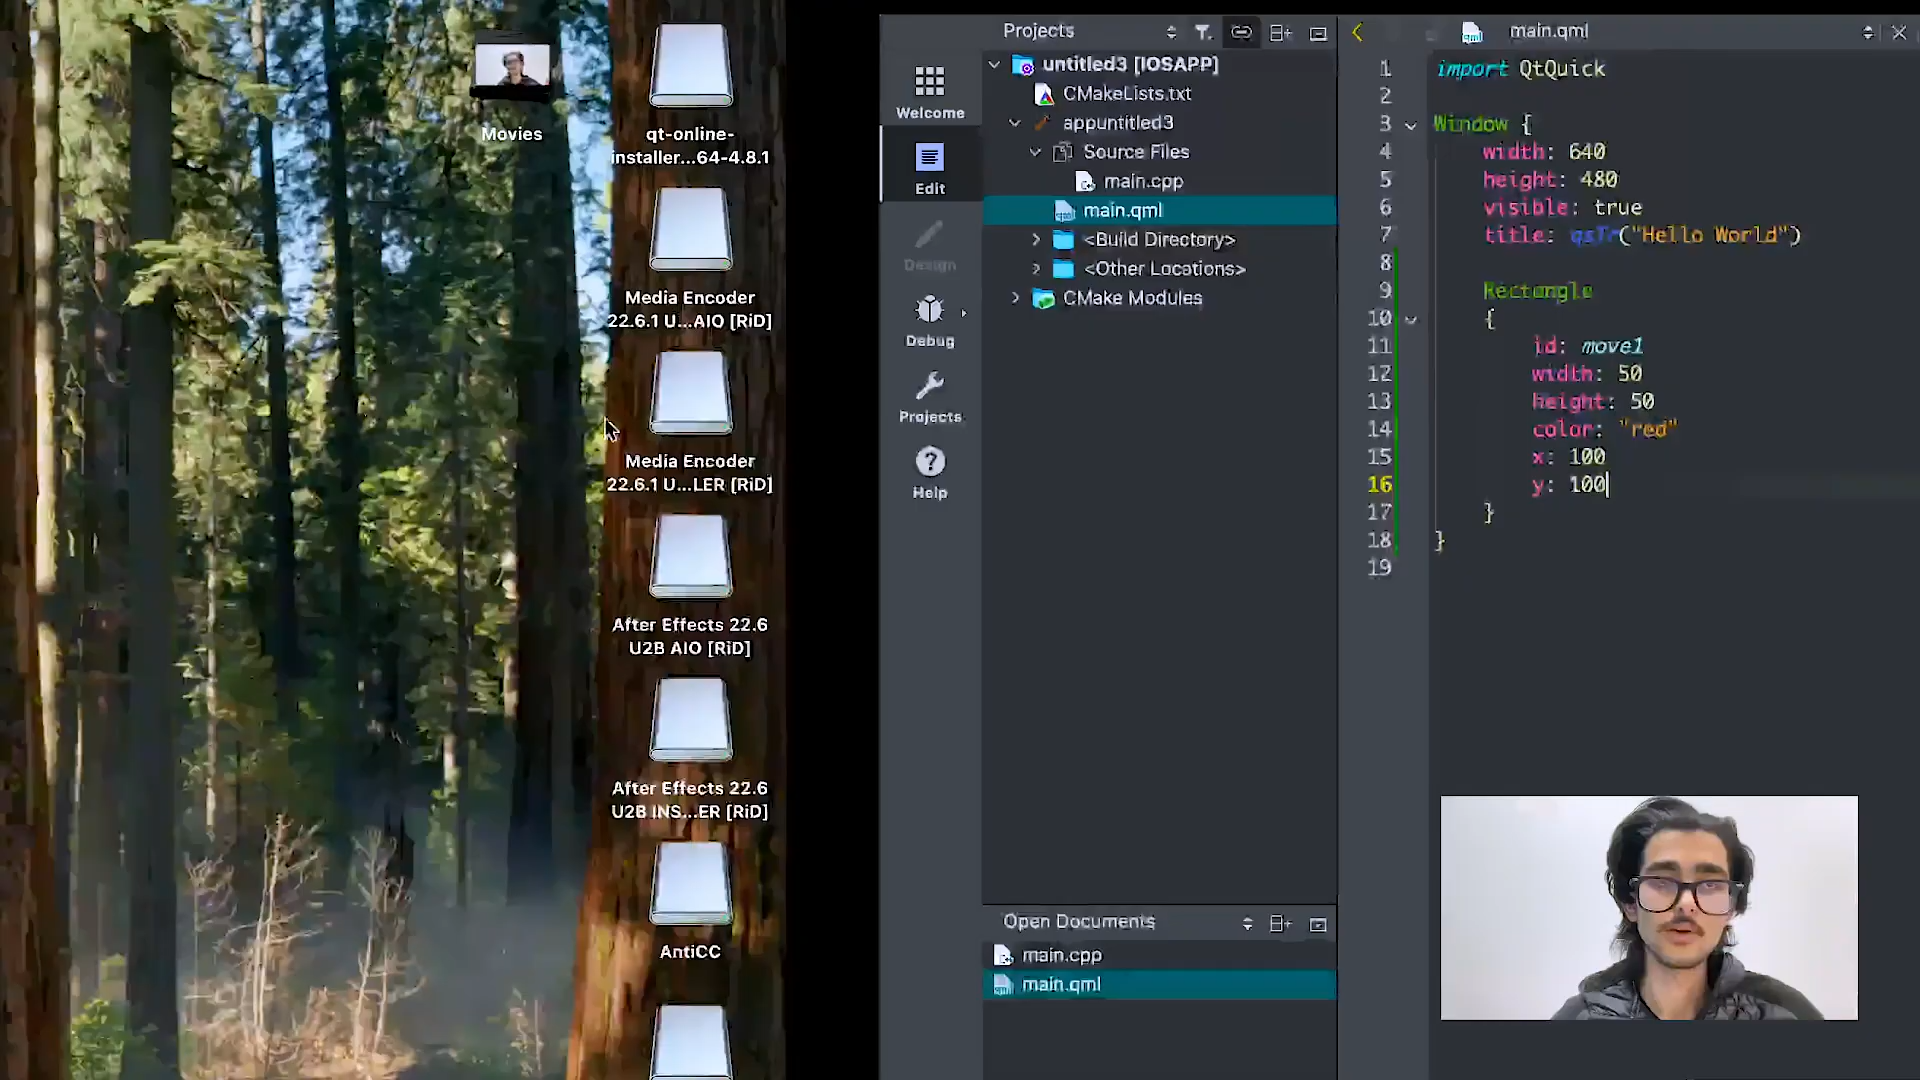 Movies
qt-online-
installer...64-4.8.1
Media Encoder
22.6.1 U...AIO [RiD]
Media Encoder
22.6.1 U...LER [RiD]
After Effects 22.6
U2B AIO [RiD]
After Effects 22.6
U2B INS...ER [RiD]
AntiCC
Welcome
Edit
Design
Debug
Projects
Help
Projects
untitled3 [IOSAPP]
CMakeLists.txt
appuntitled3
Source Files
main.cpp
main.qml
<Build Directory>
<Other Locations>
CMake Modules
Open Documents
main.cpp
main.qml
main.qml
1 import QtQuick
2
3 Window {
4 width: 640
5 height: 480
6 visible: true
7 title: qsTr("Hello World")
8
9 Rectangle
10 {
11 id: move1
12 width: 50
13 height: 50
14 color: "red"
15 x: 100
16 y: 100
17 }
18 }
19